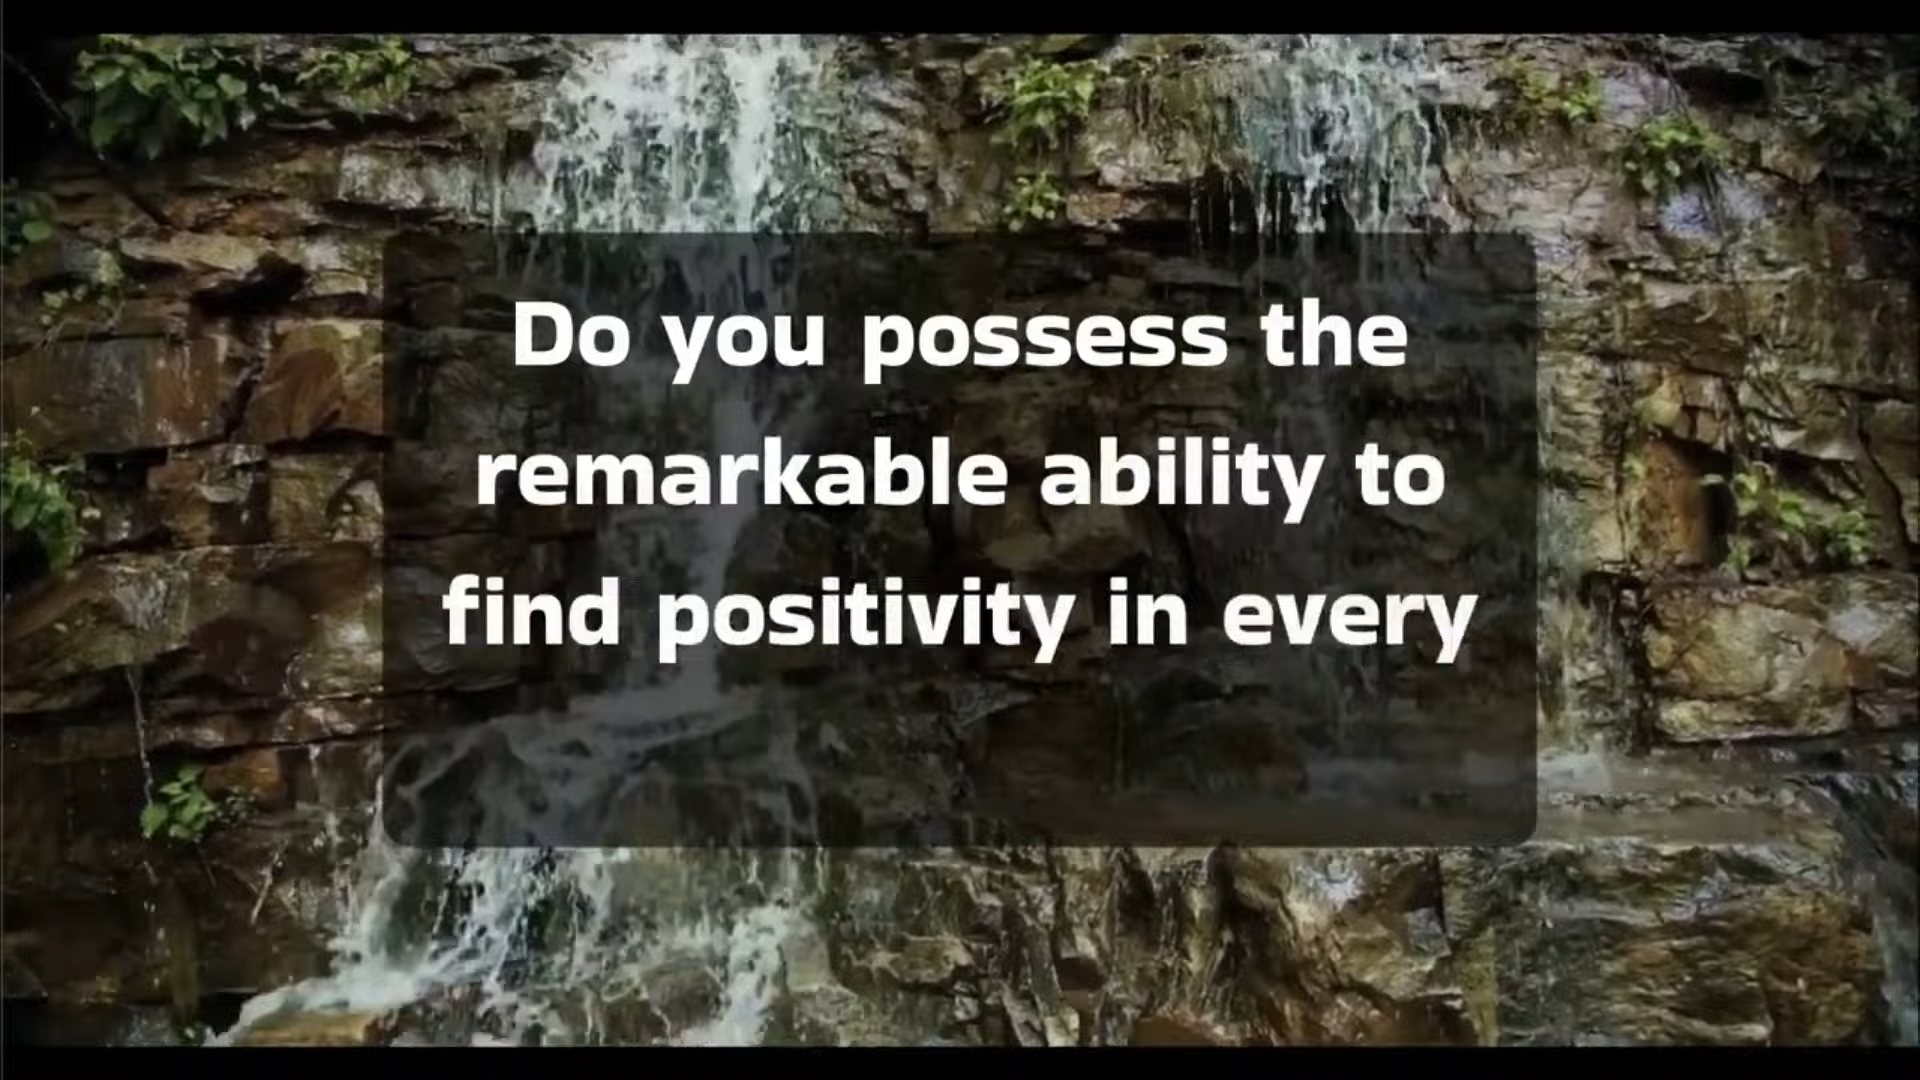 Do you possess the
remarkable ability to
find positivity in every